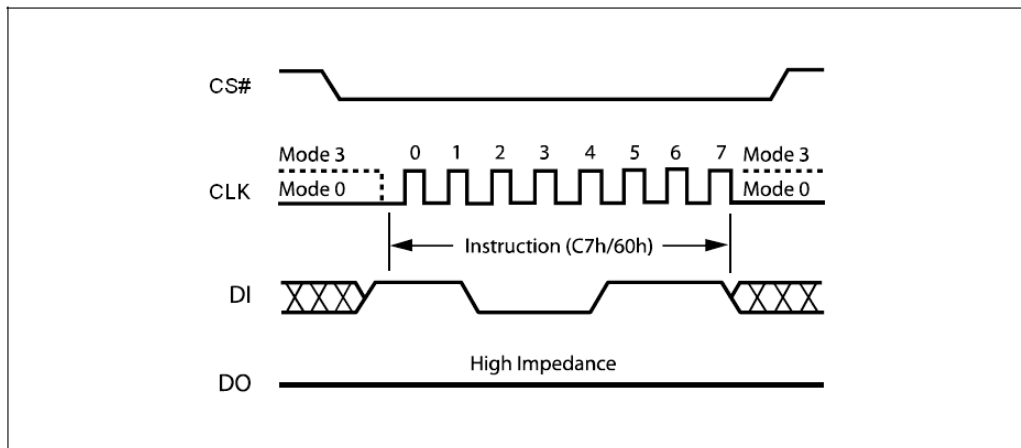 CS#
Mode 3 0 1 2 3 4 5 6 7 Mode 3
CLK Mode 0 Mode 0
Instruction (C7h/60h)
DI
High Impedance
DO